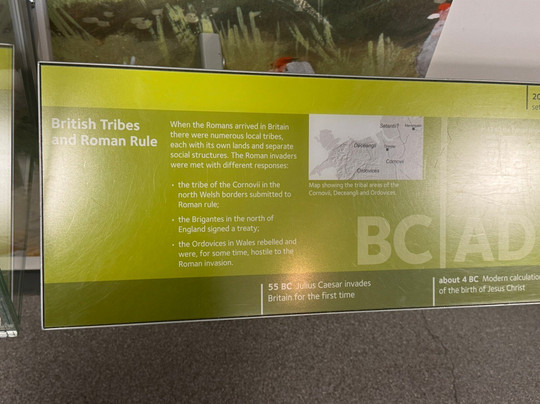 British Tribes
and Roman Rule
When the Romans arrived in Britain
there were numerous local tribes,
each with its own lands and separate
social structures. The Roman invaders
were met with different responses:
• the tribe of the Cornovii in the
north Welsh borders submitted to
Roman rule;
• the Brigantes in the north of
England signed a treaty;
• the Ordovices in Wales rebelled and
were, for some time, hostile to the
Roman invasion.
Deceangli
Cornovii
Ordovices
Map showing the tribal areas of the
Cornovii, Deceangli and Ordovices.
BC AD
55 BC Julius Caesar invades
Britain for the first time
about 4 BC Modern calculation
of the birth of Jesus Christ
20